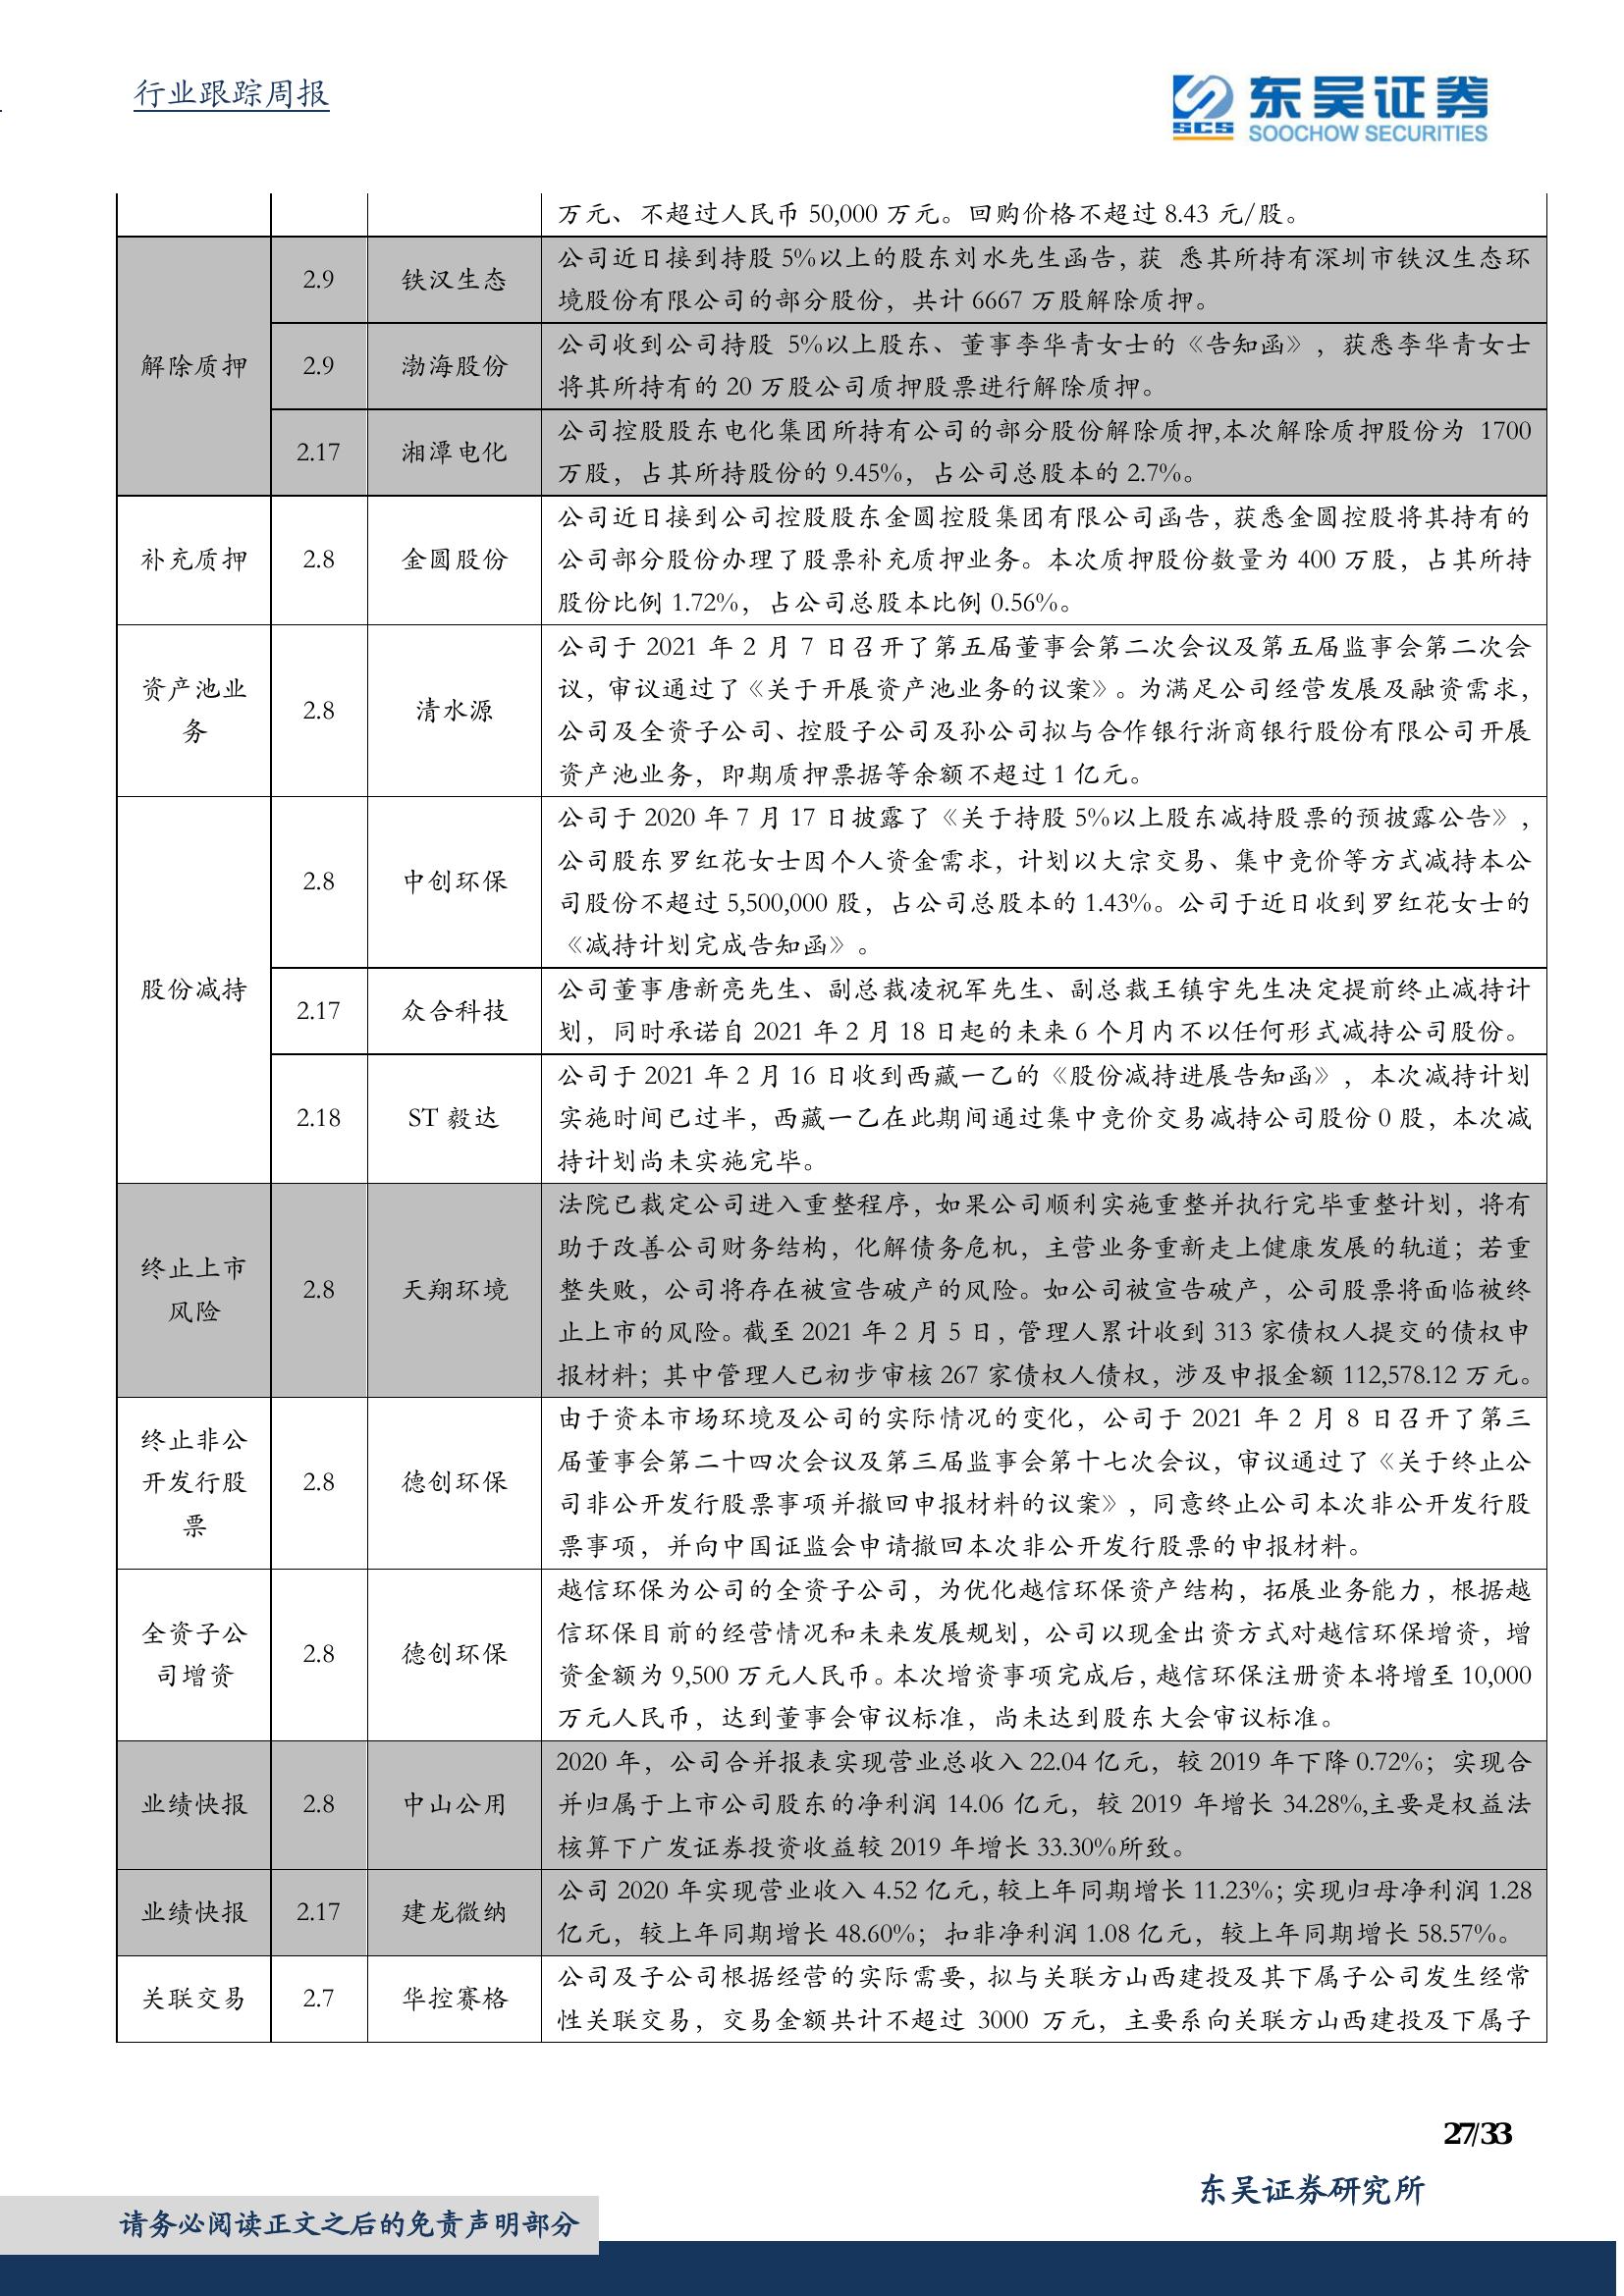 行业跟踪周报
东吴证券
SCS
SOOCHOW SECURITIES
万元、不超过人民币 50,000 万元。回购价格不超过 8.43 元/股。
解除质押
2.9
铁汉生态
公司近日接到持股 5%以上的股东刘水先生函告，获 悉其所持有深圳市铁汉生态环
境股份有限公司的部分股份，共计 6667 万股解除质押。
2.9
渤海股份
公司收到公司持股 5%以上股东、董事李华青女士的《告知函》，获悉李华青女士
将其所持有的 20 万股公司质押股票进行解除质押。
2.17
湘潭电化
公司控股股东电化集团所持有公司的部分股份解除质押,本次解除质押股份为 1700
万股，占其所持股份的 9.45%，占公司总股本的 2.7%。
补充质押
2.8
金圆股份
公司近日接到公司控股股东金圆控股集团有限公司函告，获悉金圆控股将其持有的
公司部分股份办理了股票补充质押业务。本次质押股份数量为 400 万股，占其所持
股份比例 1.72%，占公司总股本比例 0.56%。
资产池业
务
2.8
清水源
公司于 2021 年 2 月 7 日召开了第五届董事会第二次会议及第五届监事会第二次会
议，审议通过了《关于开展资产池业务的议案》。为满足公司经营发展及融资需求，
公司及全资子公司、控股子公司及孙公司拟与合作银行浙商银行股份有限公司开展
资产池业务，即期质押票据等余额不超过 1 亿元。
股份减持
2.8
中创环保
公司于 2020 年 7 月 17 日披露了《关于持股 5%以上股东减持股票的预披露公告》，
公司股东罗红花女士因个人资金需求，计划以大宗交易、集中竞价等方式减持本公
司股份不超过 5,500,000 股，占公司总股本的 1.43%。公司于近日收到罗红花女士的
《减持计划完成告知函》。
2.17
众合科技
公司董事唐新亮先生、副总裁凌祝军先生、副总裁王镇宇先生决定提前终止减持计
划，同时承诺自 2021 年 2 月 18 日起的未来 6 个月内不以任何形式减持公司股份。
2.18
ST 毅达
公司于 2021 年 2 月 16 日收到西藏一乙的《股份减持进展告知函》，本次减持计划
实施时间已过半，西藏一乙在此期间通过集中竞价交易减持公司股份 0 股，本次减
持计划尚未实施完毕。
终止上市
风险
2.8
天翔环境
法院已裁定公司进入重整程序，如果公司顺利实施重整并执行完毕重整计划，将有
助于改善公司财务结构，化解债务危机，主营业务重新走上健康发展的轨道；若重
整失败，公司将存在被宣告破产的风险。如公司被宣告破产，公司股票将面临被终
止上市的风险。截至 2021 年 2 月 5 日，管理人累计收到 313 家债权人提交的债权申
报材料；其中管理人已初步审核 267 家债权人债权，涉及申报金额 112,578.12 万元。
终止非公
开发行股
票
2.8
德创环保
由于资本市场环境及公司的实际情况的变化，公司于 2021 年 2 月 8 日召开了第三
届董事会第二十四次会议及第三届监事会第十七次会议，审议通过了《关于终止公
司非公开发行股票事项并撤回申报材料的议案》，同意终止公司本次非公开发行股
票事项，并向中国证监会申请撤回本次非公开发行股票的申报材料。
全资子公
司增资
2.8
德创环保
越信环保为公司的全资子公司，为优化越信环保资产结构，拓展业务能力，根据越
信环保目前的经营情况和未来发展规划，公司以现金出资方式对越信环保增资，增
资金额为 9,500 万元人民币。本次增资事项完成后，越信环保注册资本将增至 10,000
万元人民币，达到董事会审议标准，尚未达到股东大会审议标准。
业绩快报
2.8
中山公用
2020 年，公司合并报表实现营业总收入 22.04 亿元，较 2019 年下降 0.72%；实现合
并归属于上市公司股东的净利润 14.06 亿元，较 2019 年增长 34.28%,主要是权益法
核算下广发证券投资收益较 2019 年增长 33.30%所致。
业绩快报
2.17
建龙微纳
公司 2020 年实现营业收入 4.52 亿元，较上年同期增长 11.23%；实现归母净利润 1.28
亿元，较上年同期增长 48.60%；扣非净利润 1.08 亿元，较上年同期增长 58.57%。
关联交易
2.7
华控赛格
公司及子公司根据经营的实际需要，拟与关联方山西建投及其下属子公司发生经常
性关联交易，交易金额共计不超过 3000 万元，主要系向关联方山西建投及下属子
27/33
东吴证券研究所
请务必阅读正文之后的免责声明部分